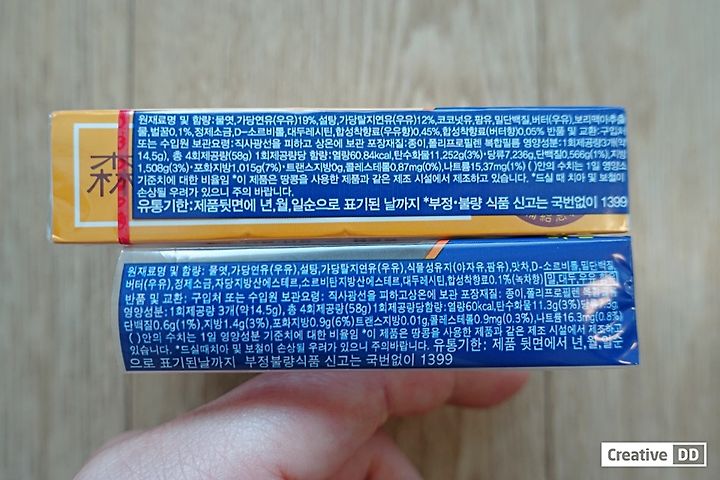 森
원재료명 및 함량:물엿,가당연유(우유)19%,설탕,가당탈지연유(우유)12%,코코넛유,팜유,밀단백질,버터(우유),보리맥아추출
물,벌꿀0.1%,정제소금,D-소르비톨,대두레시틴,합성착향료(우유향)0.45%,합성착향료(버터향)0.05% 반품 및 교환:구입처
또는 수입원 보관요령:직사광선을 피하고 상온에 보관 포장재질:종이,폴리프로필렌 복합필름 영양성분:1회제공량3개(약
14.5g), 총 4회제공량(58g) 1회제공량당 함량:열량60.84kcal,탄수화물11.252g(3%)・당류7.236g,단백질0.566g(1%),지방
1.508g(3%)・포화지방1.015g(7%)・트랜스지방0g,콜레스테롤0.87mg(0%),나트륨15.37mg(1%) ( )안의 수치는 1일 영양소
기준치에 대한 비율임 *이 제품은 땅콩을 사용한 제품과 같은 제조 시설에서 제조하고 있습니다. *드실 때 치아 및 보철이
손상될 우려가 있으니 주의 바랍니다.
유통기한:제품뒷면에 년,월,일순으로 표기된 날까지 *부정・불량 식품 신고는 국번없이 1399
원재료명 및 함량: 물엿,가당연유(우유),설탕,가당탈지연유(우유),식물성유지(야자유,팜유),맛차,D-소르비톨,밀단백질,
버터(우유),정제소금,자당지방산에스테르,소르비탄지방산에스테르,대두레시틴,합성착향료0.1%(녹차향) 밀,대두,우유
반품 및 교환: 구입처 또는 수입원 보관요령: 직사광선을 피하고상온에 보관 포장재질: 종이,폴리프로필렌
영양성분: 1회제공량 3개(약14.5g), 총 4회제공량(58g) 1회제공량당함량: 열량60kcal,탄수화물11.3g(3%)
단백질0.6g(1%),지방1.4g(3%),포화지방0.9g(6%)트랜스지방0.01g,콜레스테롤0.9mg(0.3%),나트륨16.3mg(0.8%)
( )안의 수치는 1일 영양성분 기준치에 대한 비율임 *이 제품은 땅콩을 사용한 제품과 같은 제조시설에서 제조하고
있습니다. *드실때치아 및 보철이 손상될 우려가 있으니 주의바랍니다. 유통기한: 제품 뒷면에서 년,월,일순
으로 표기된날까지 부정불량식품 신고는 국번없이 1399
Creative DD